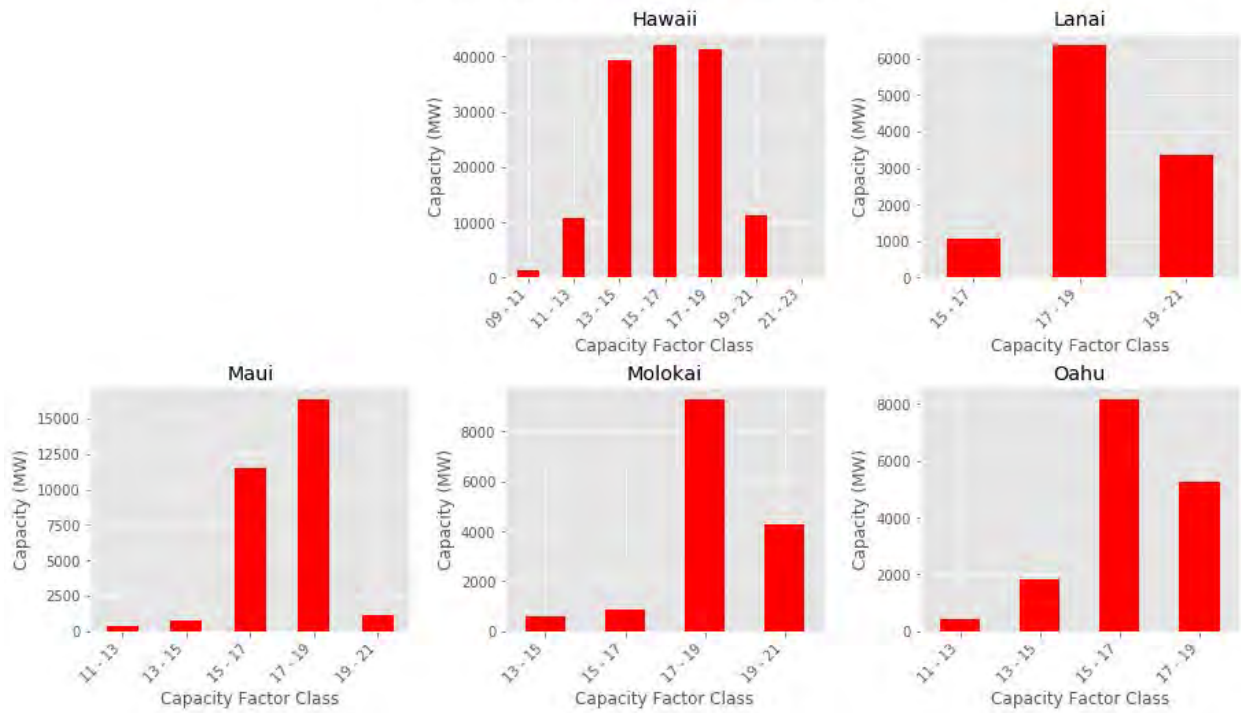 Hawaii
Capacity (MW)
40000
30000
20000
10000
0
09 - 11
11 - 13
13 - 15
15 - 17
17 - 19
19 - 21
21 - 23
Capacity Factor Class
Lanai
Capacity (MW)
6000
5000
4000
3000
2000
1000
0
15 - 17
17 - 19
19 - 21
Capacity Factor Class
Maui
Capacity (MW)
15000
12500
10000
7500
5000
2500
0
11 - 13
13 - 15
15 - 17
17 - 19
19 - 21
Capacity Factor Class
Molokai
Capacity (MW)
8000
6000
4000
2000
0
13 - 15
15 - 17
17 - 19
19 - 21
Capacity Factor Class
Oahu
Capacity (MW)
8000
6000
4000
2000
0
11 - 13
13 - 15
15 - 17
17 - 19
Capacity Factor Class